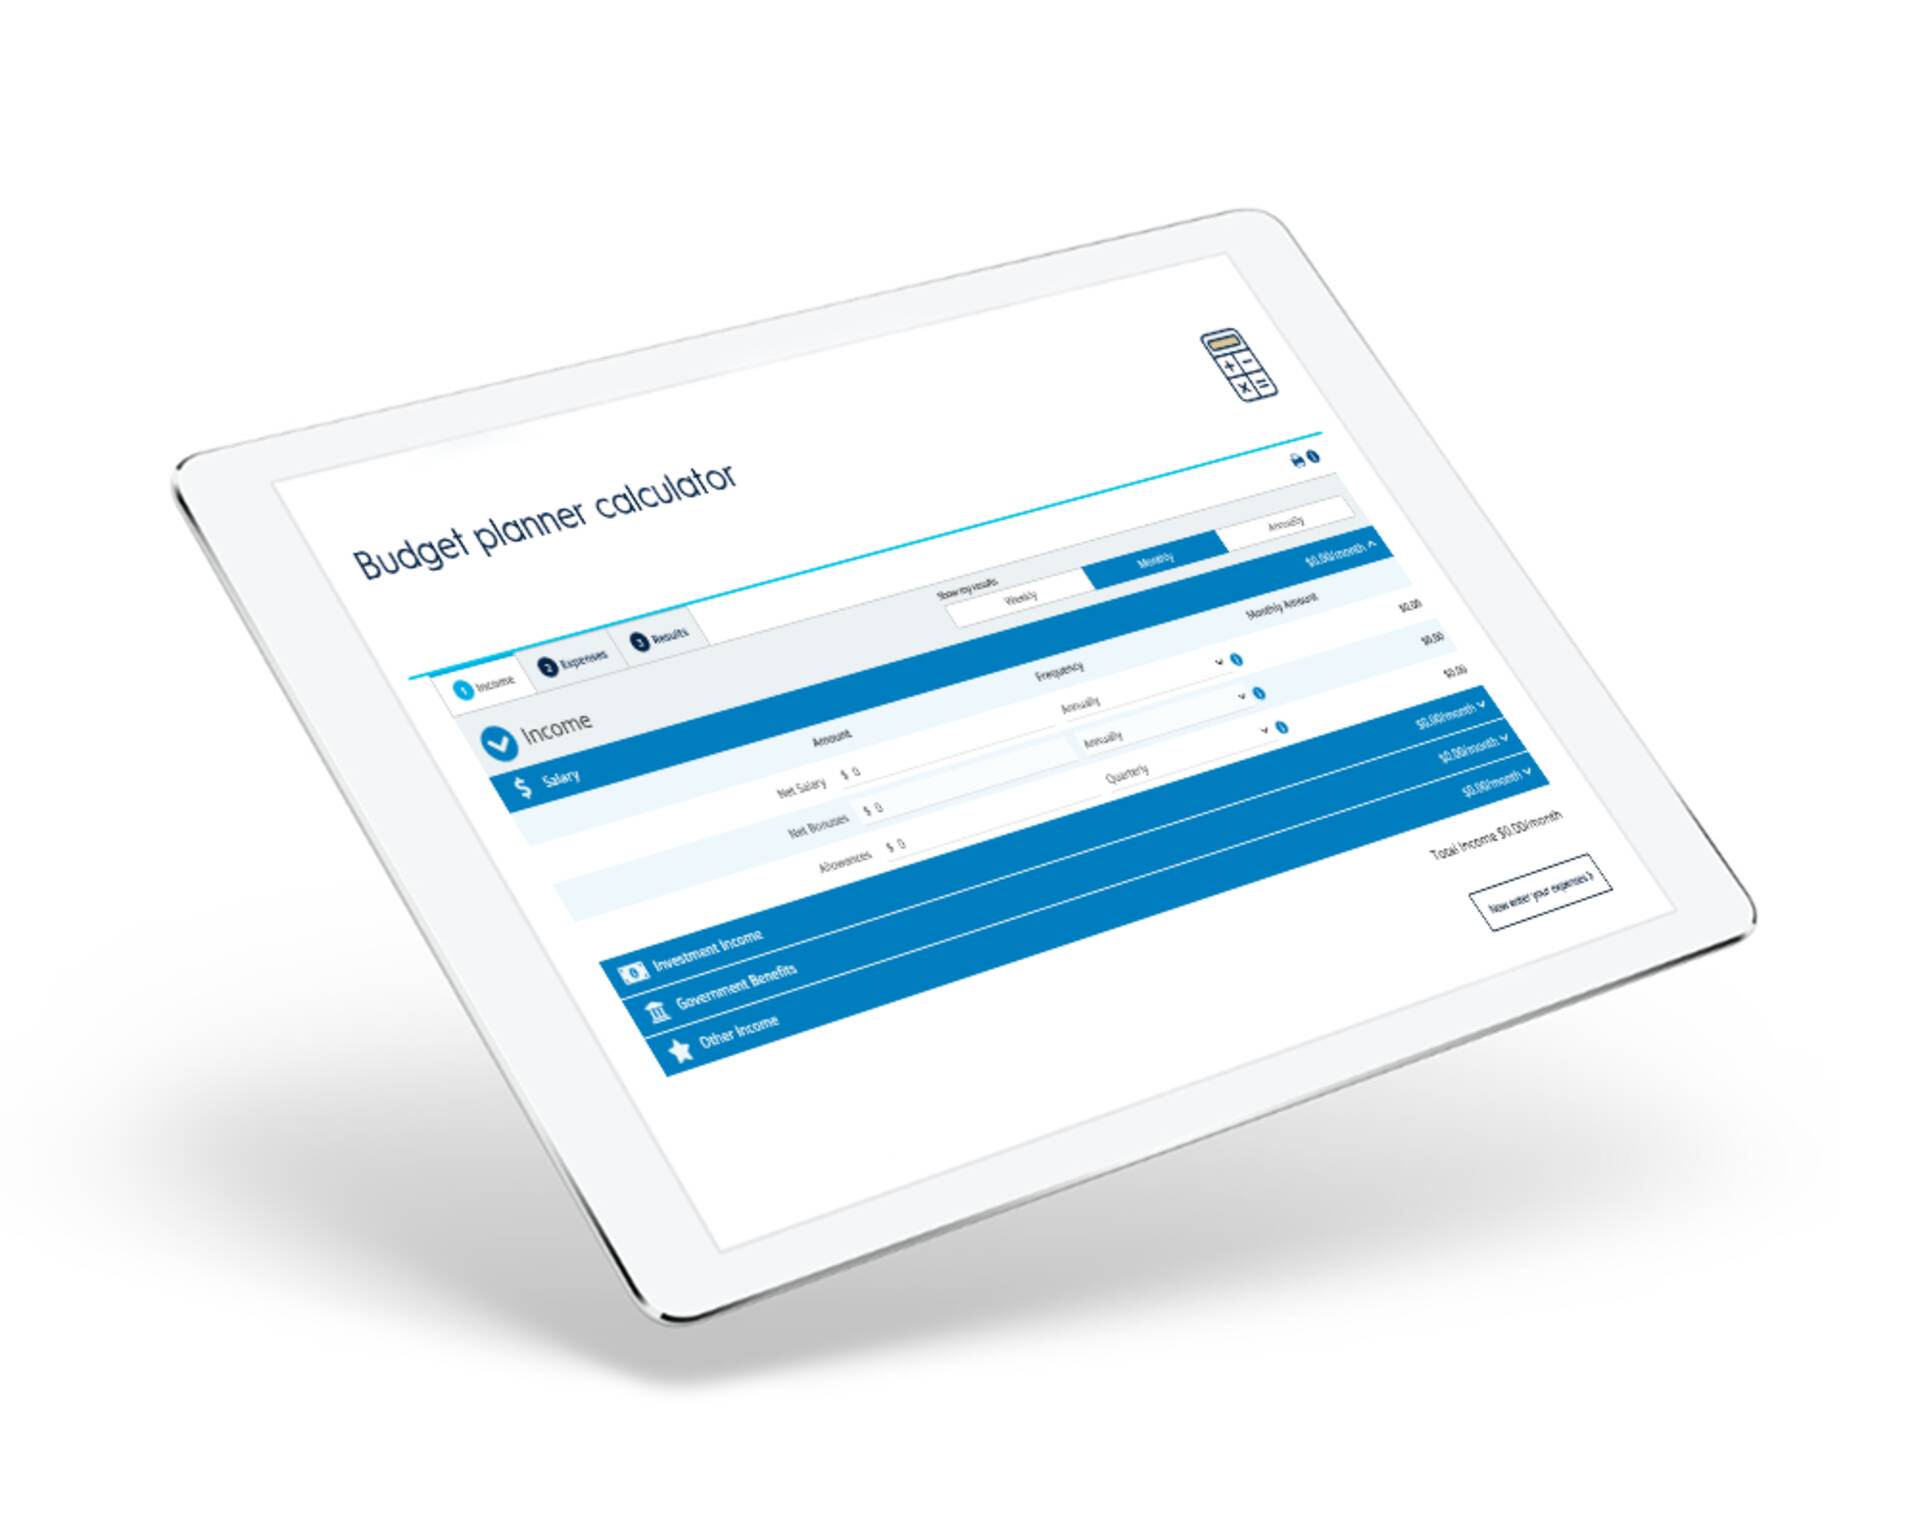 Budget planner calculator
1 Income 2 Expenses 3 Results
Show my results
Weekly Monthly Annually
Income
$ Salary $0.00/month
Amount Frequency Monthly Amount
Net Salary $ 0 Annually $0.00
Net Bonuses $ 0 Annually $0.00
Allowances $ 0 Quarterly $0.00
Investment Income $0.00/month
Government Benefits $0.00/month
Other Income $0.00/month
Total Income $0.00/month
Now enter your expenses